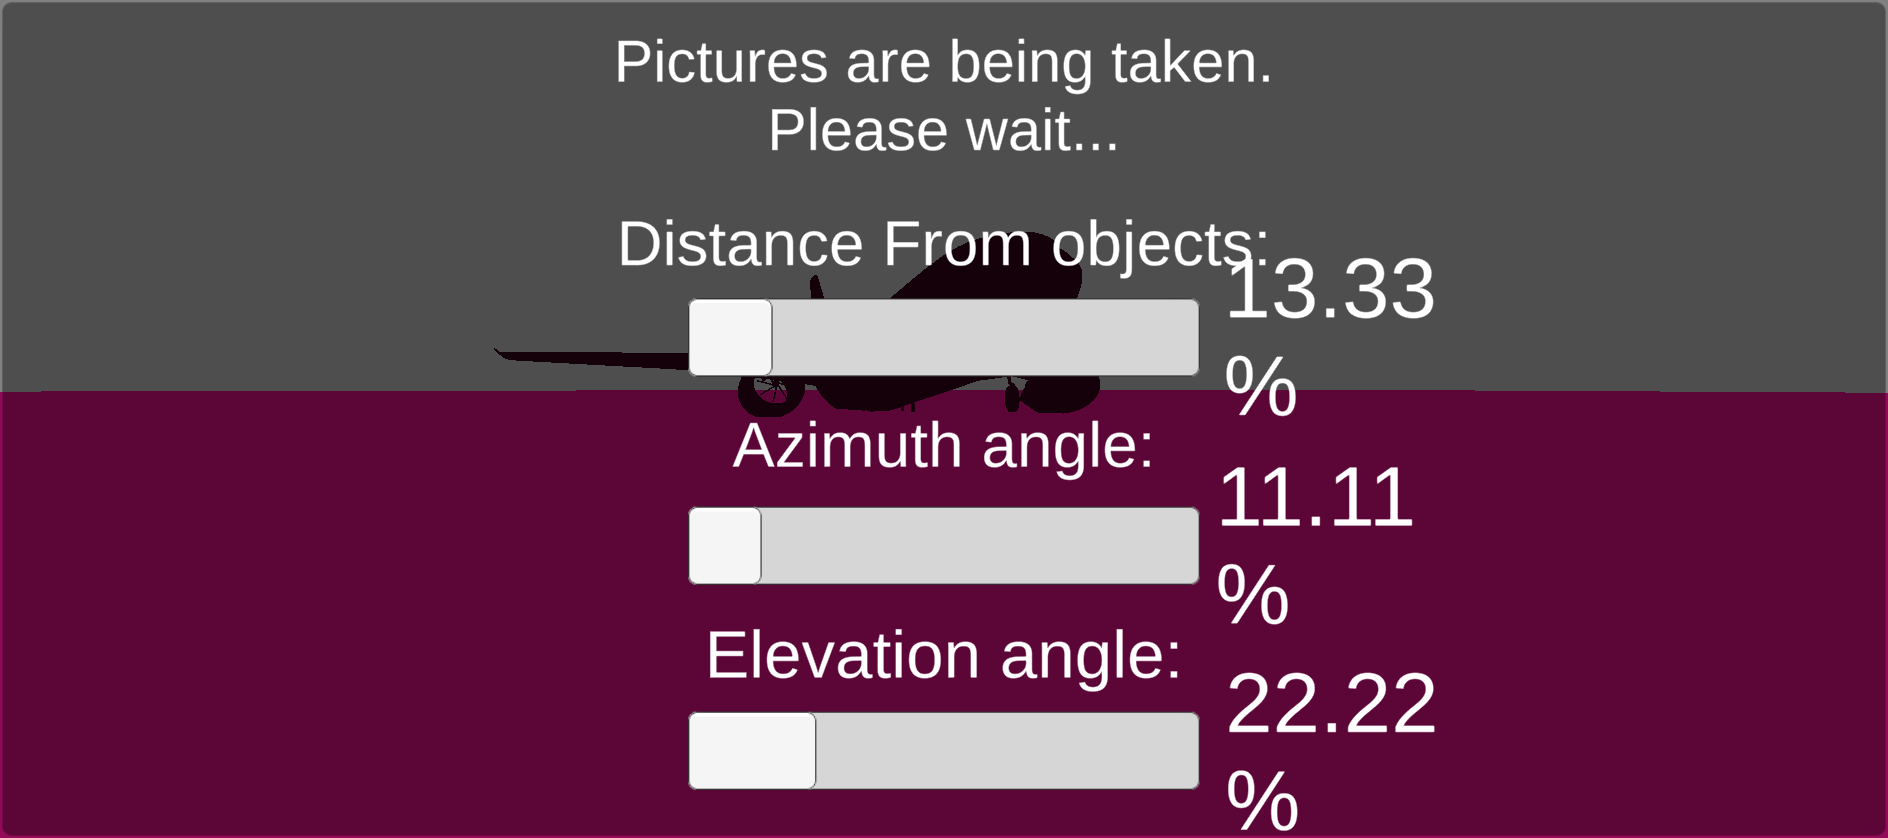 Pictures are being taken.
Please wait...
Distance From objects:
13.33
%
Azimuth angle:
11.11
%
Elevation angle:
22.22
%